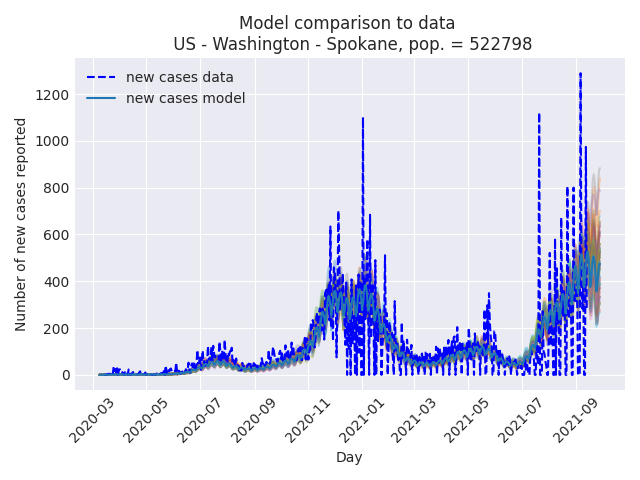 Model comparison to data
US - Washington - Spokane, pop. = 522798
new cases data
new cases model
Number of new cases reported
1200
1000
800
600
400
200
0
2020-03
2020-05
2020-07
2020-09
2020-11
2021-01
2021-03
2021-05
2021-07
2021-09
Day